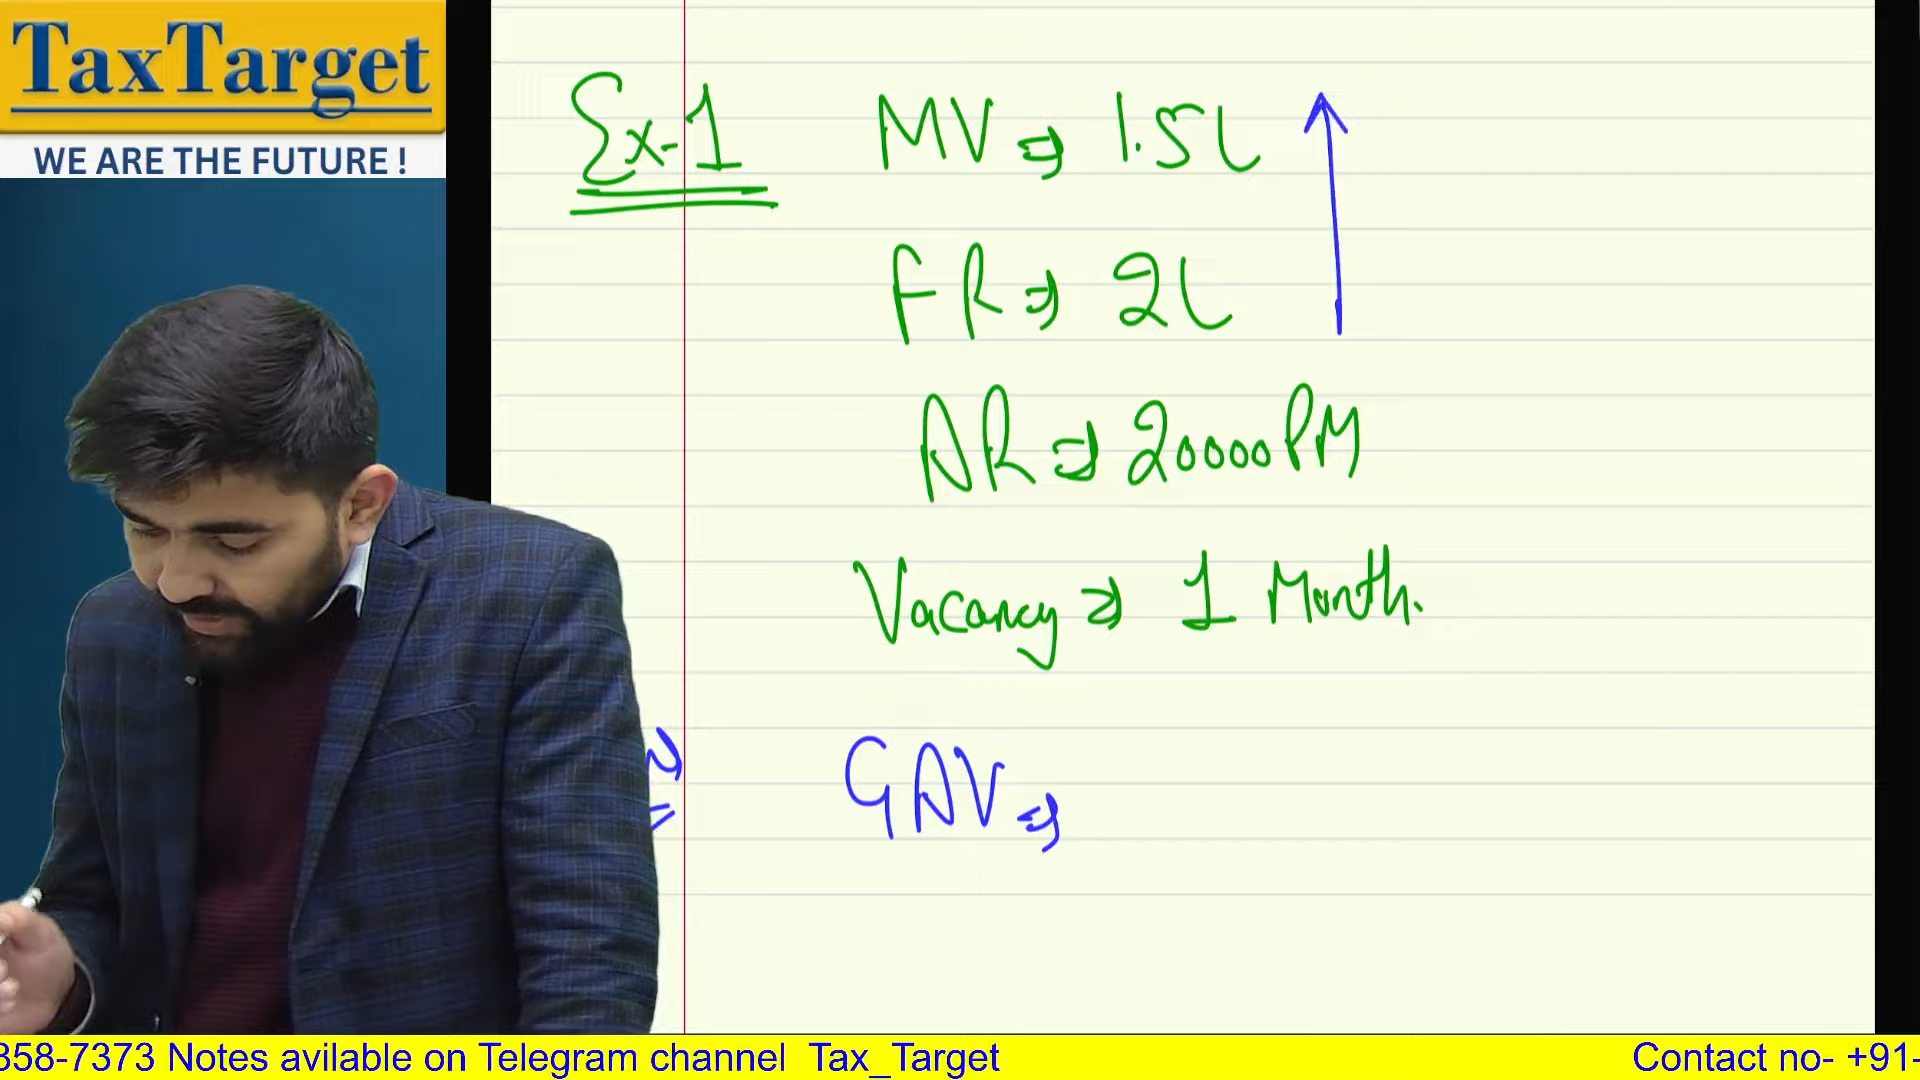 TaxTarget
WE ARE THE FUTURE !
Ex-1
MV ⇒ 1.5L
FR ⇒ 2L
AR ⇒ 20000 PM
Vacancy ⇒ 1 Month.
GAV ⇒
858-7373 Notes avilable on Telegram channel Tax_Target
Contact no- +91-